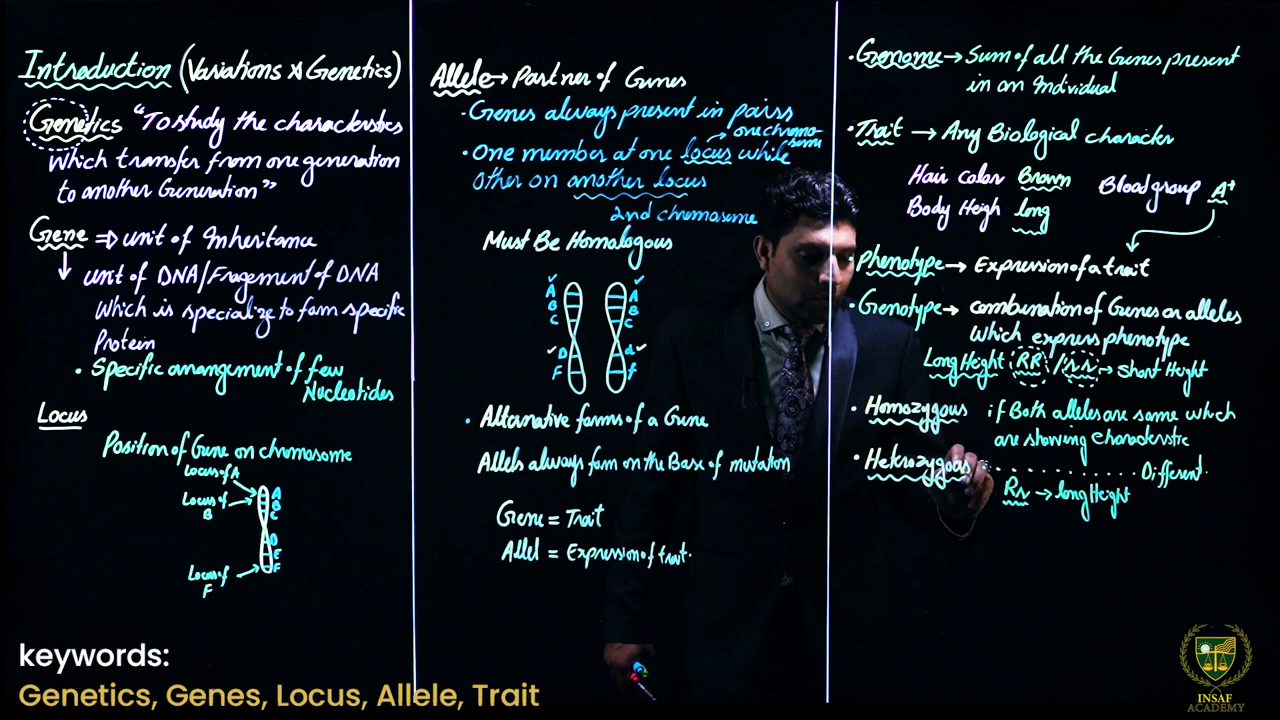 Introduction (Variations & Genetics)
Genetics "To study the characteristics
Which transfer from one generation
to another Generation"
Gene ⇒ unit of Inheritance
unit of DNA/Fragement of DNA
Which is specialize to form specific
Protein
• Specific arrangement of few
Nucleotides
Locus
Position of Gene on chromosome
Locus of A
Locus of
B
A
B
C
D
E
F
Locus of
F
Allele → Partner of Genes
• Genes always present in pairs
one chromo-
some
• One member at one locus while
Other on another locus
2nd chromosome
Must Be Homologous
A A
B B
C C
D d
F f
• Alternative forms of a Gene
Allels always form on the Base of mutation
Gene = Trait
Allel = Expression of trait.
• Genome → Sum of all the Genes present
in an Individual
• Trait → Any Biological character
Hair Color Brown
Body Heigh long
Blood group A+
Phenotype → Expression of a trait
• Genotype → combination of Genes or alleles
Which express phenotype
Long Height RR / rr → Short Height
• Homozygous if Both alleles are same which
are showing characteristic
• Heterozygous . . . . . . . . . . Different.
Rr → long Height
keywords:
Genetics, Genes, Locus, Allele, Trait
INSAF
ACADEMY